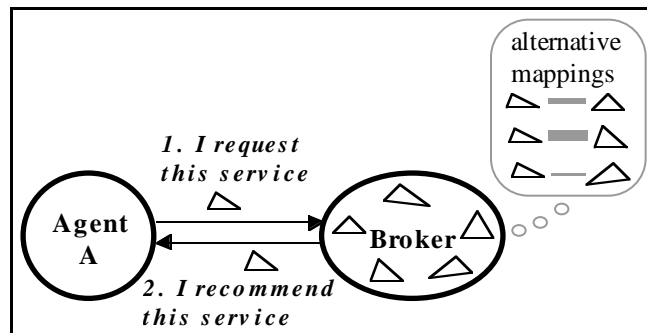 alternative
mappings
1. I request
this service
Agent
A
Broker
2. I recommend
this service